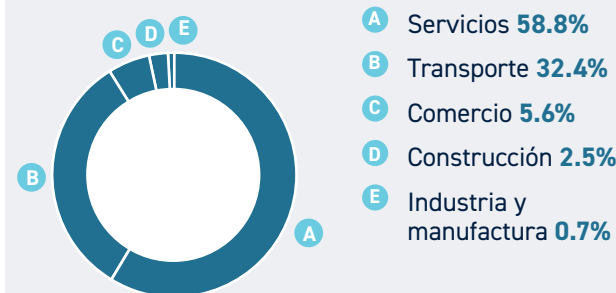 C
D
E
B
A
A Servicios 58.8%
B Transporte 32.4%
C Comercio 5.6%
D Construcción 2.5%
E Industria y
manufactura 0.7%